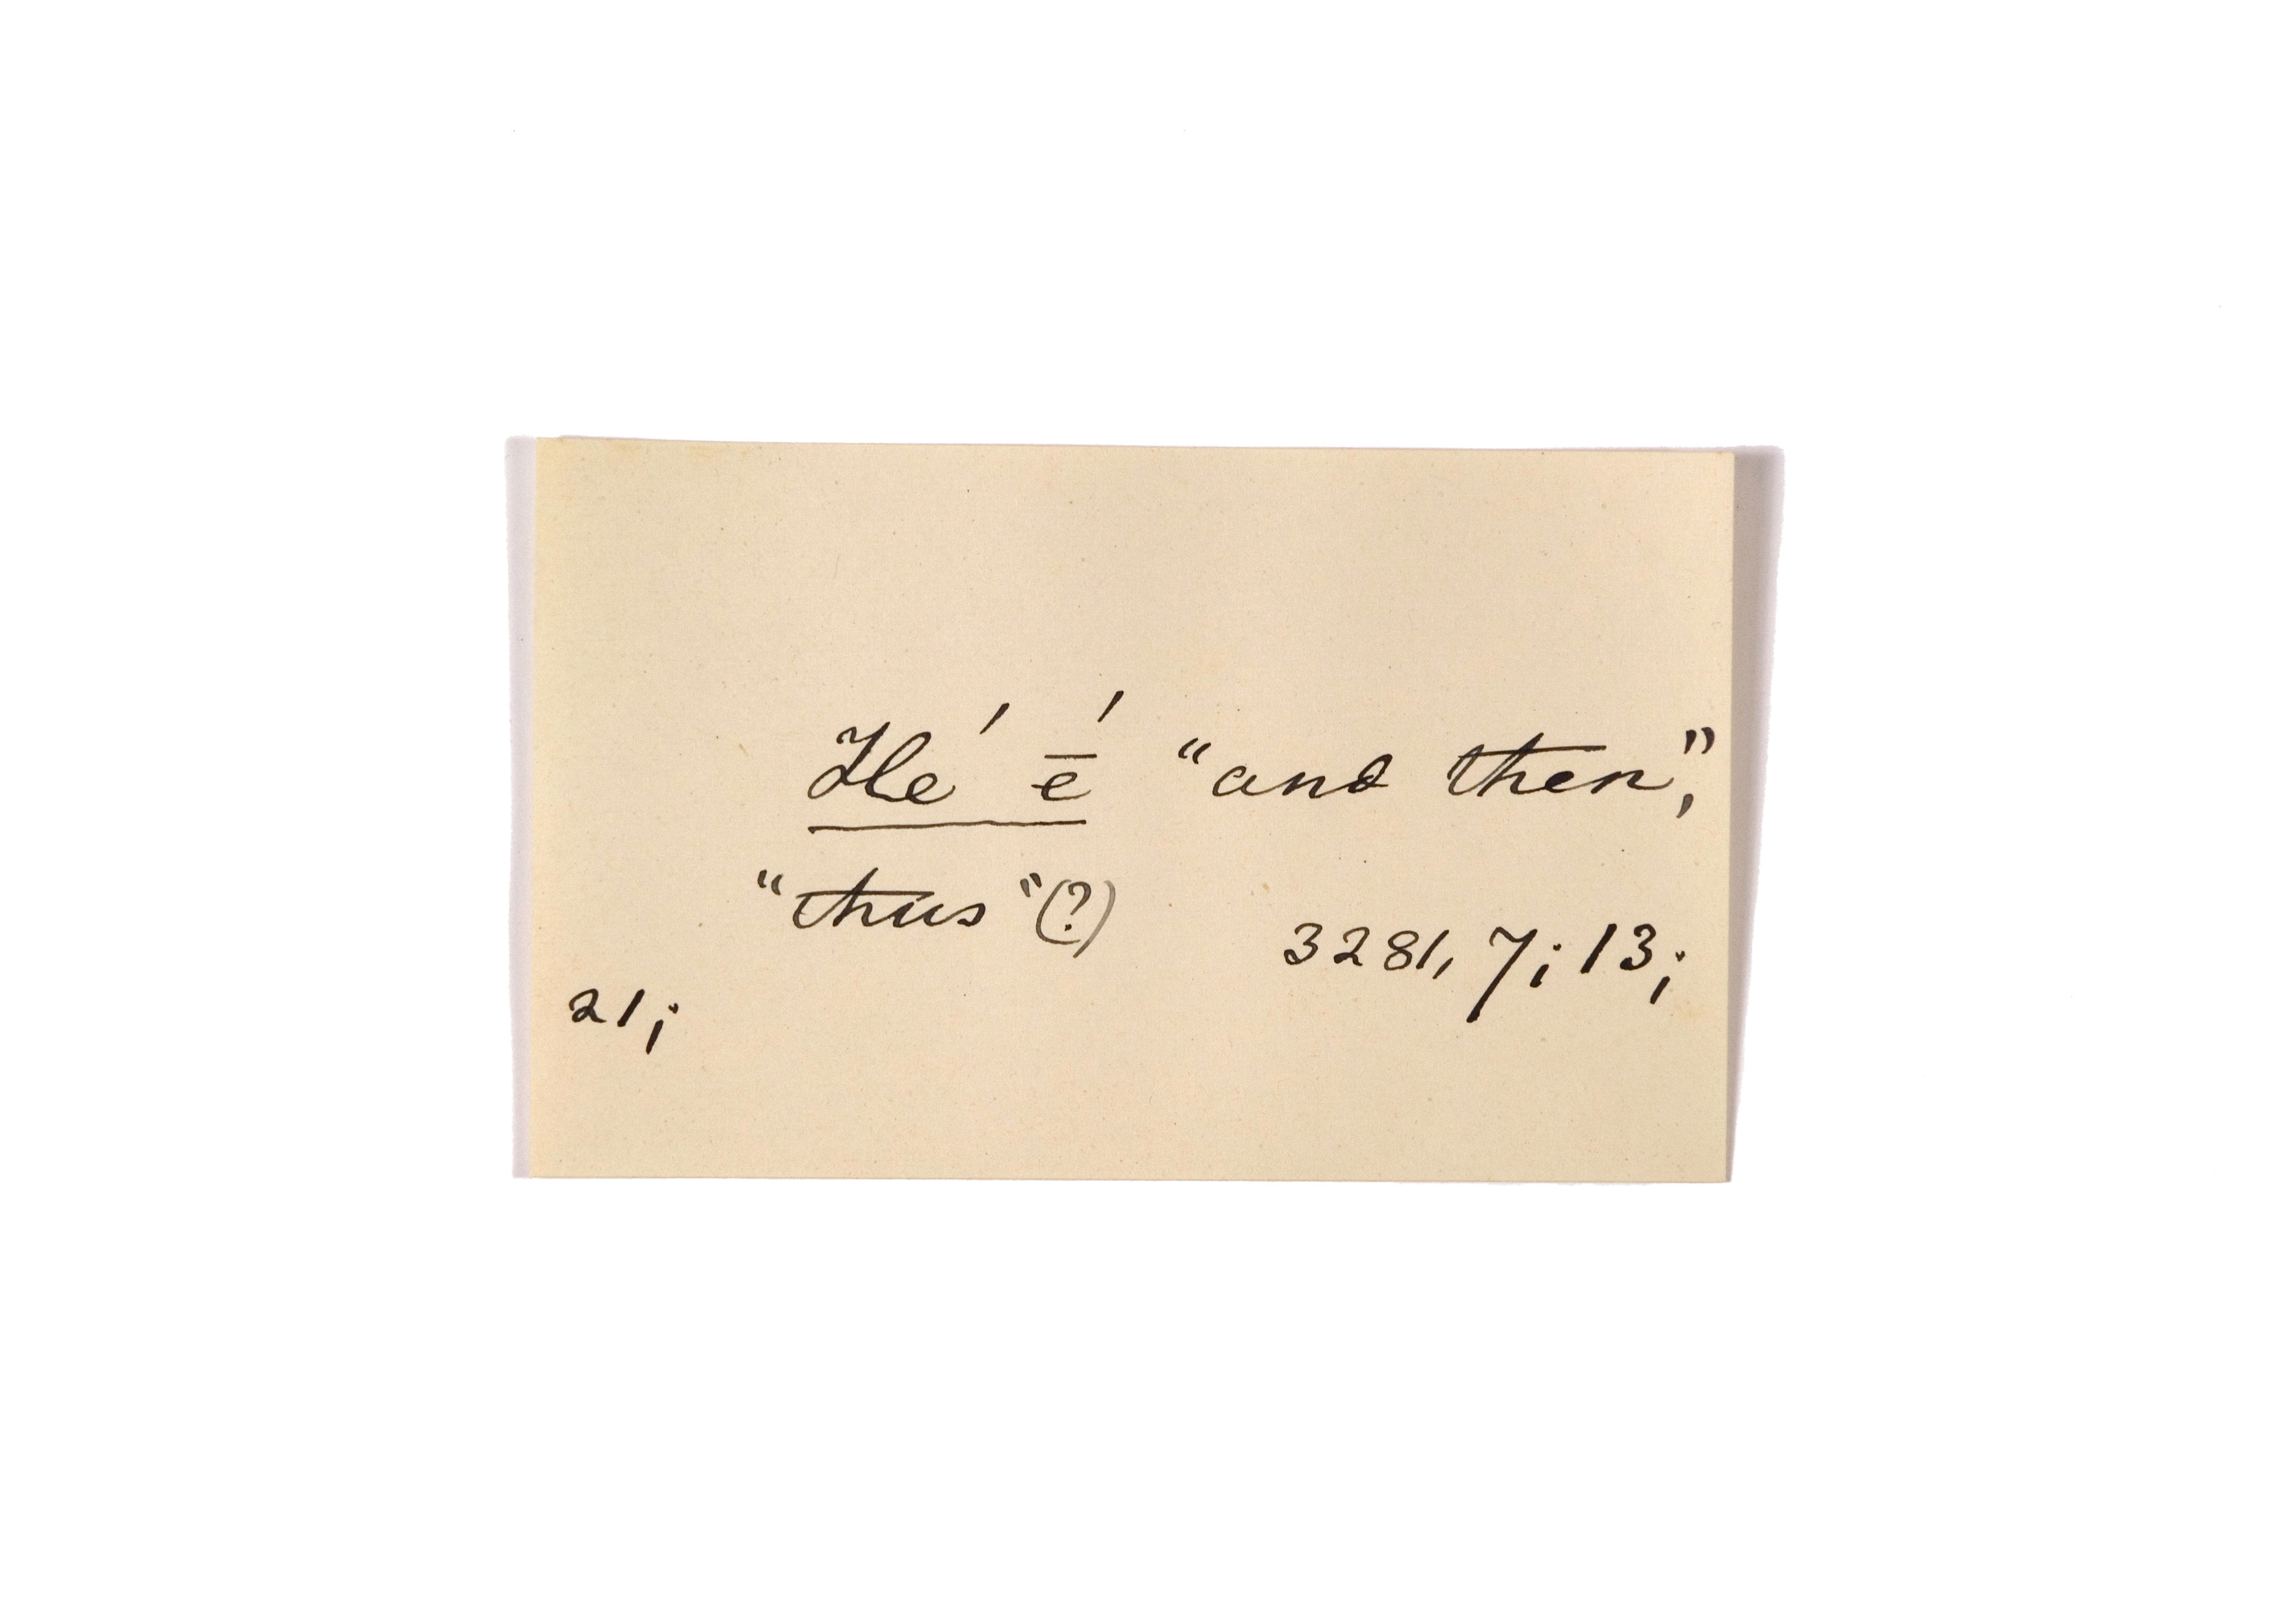 Hé ḗ "and then",
"thus"(?) 3281, 7; 13;
21;